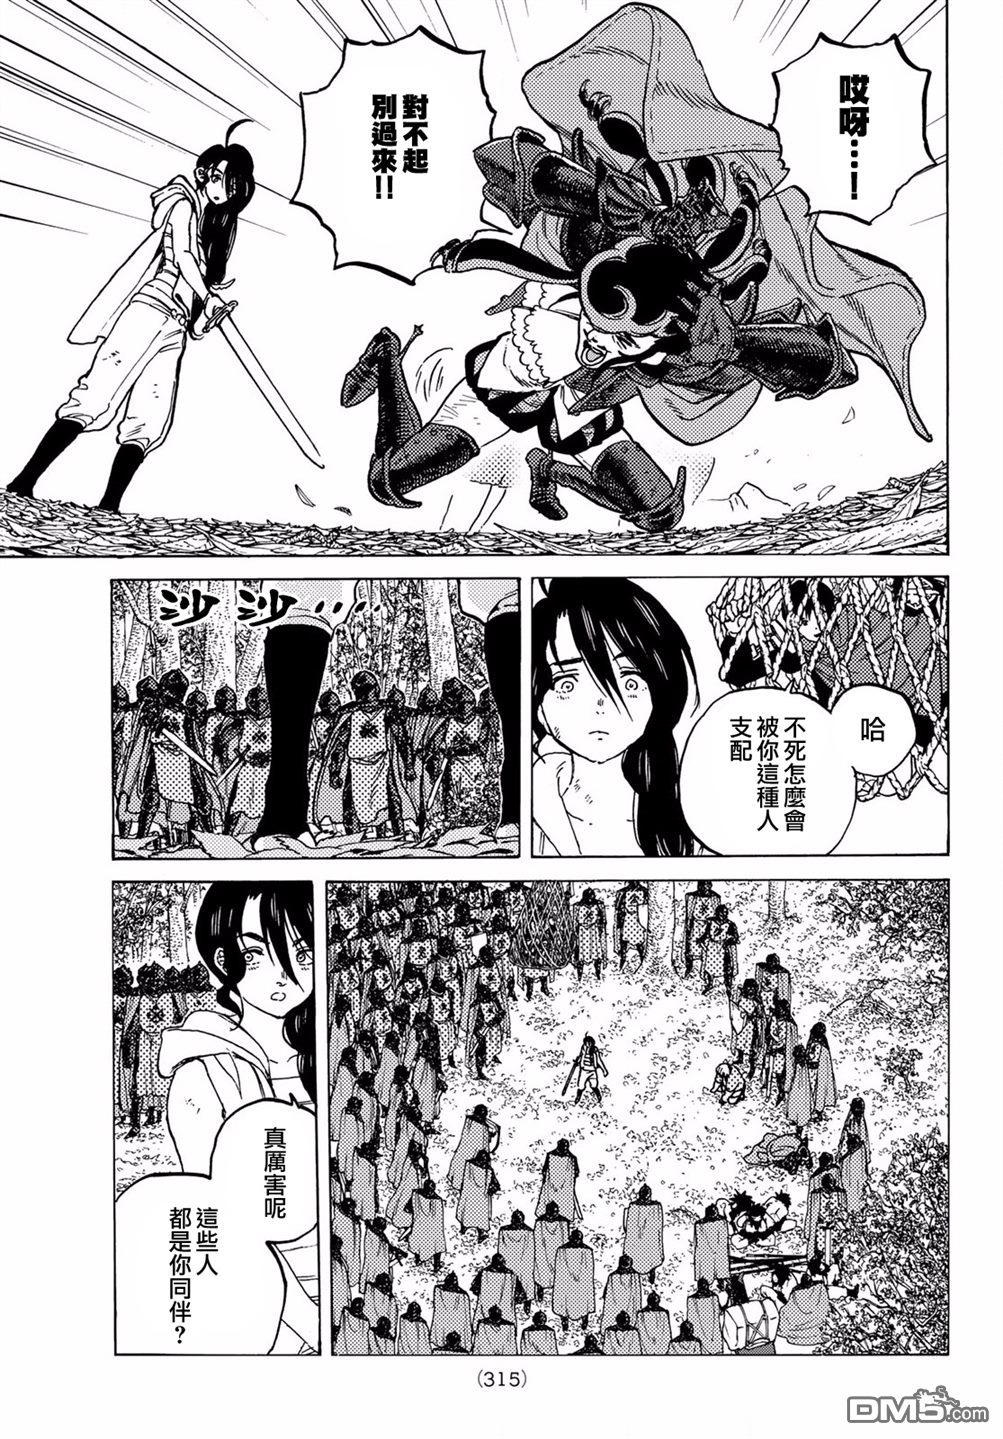 哎呀…！
對不起
別過來!!
哈
不死怎麼會
被你這種人
支配
沙沙‥‥
真厲害呢
這些人
都是你同伴？
(315)
DM5.com